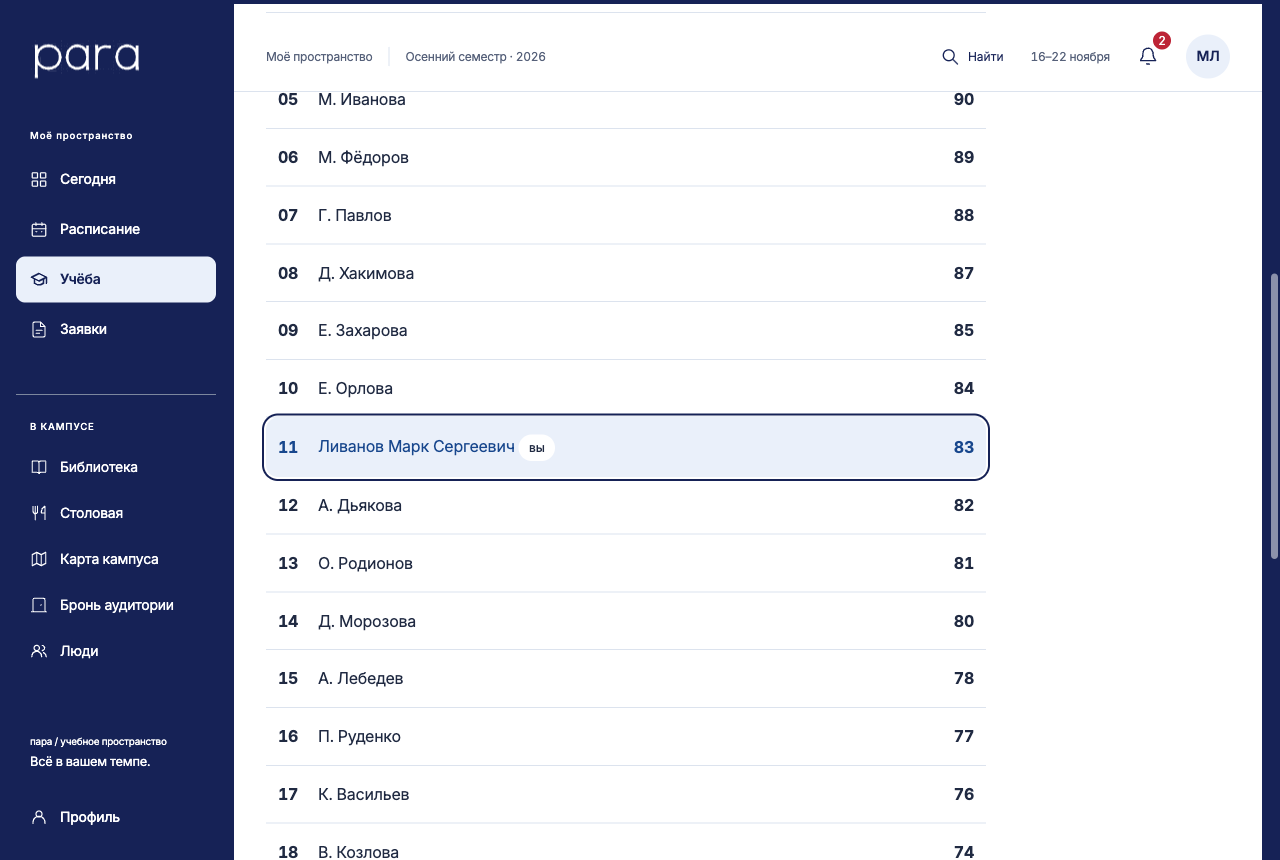 para
Моё пространство
Сегодня
Расписание
Учёба
Заявки
В КАМПУСЕ
Библиотека
Столовая
Карта кампуса
Бронь аудитории
Люди
пара / учебное пространство
Всё в вашем темпе.
Профиль
Моё пространство Осенний семестр · 2026 Найти 16–22 ноября 2 МЛ
05 М. Иванова 90
06 М. Фёдоров 89
07 Г. Павлов 88
08 Д. Хакимова 87
09 Е. Захарова 85
10 Е. Орлова 84
11 Ливанов Марк Сергеевич вы 83
12 А. Дьякова 82
13 О. Родионов 81
14 Д. Морозова 80
15 А. Лебедев 78
16 П. Руденко 77
17 К. Васильев 76
18 В. Козлова 74